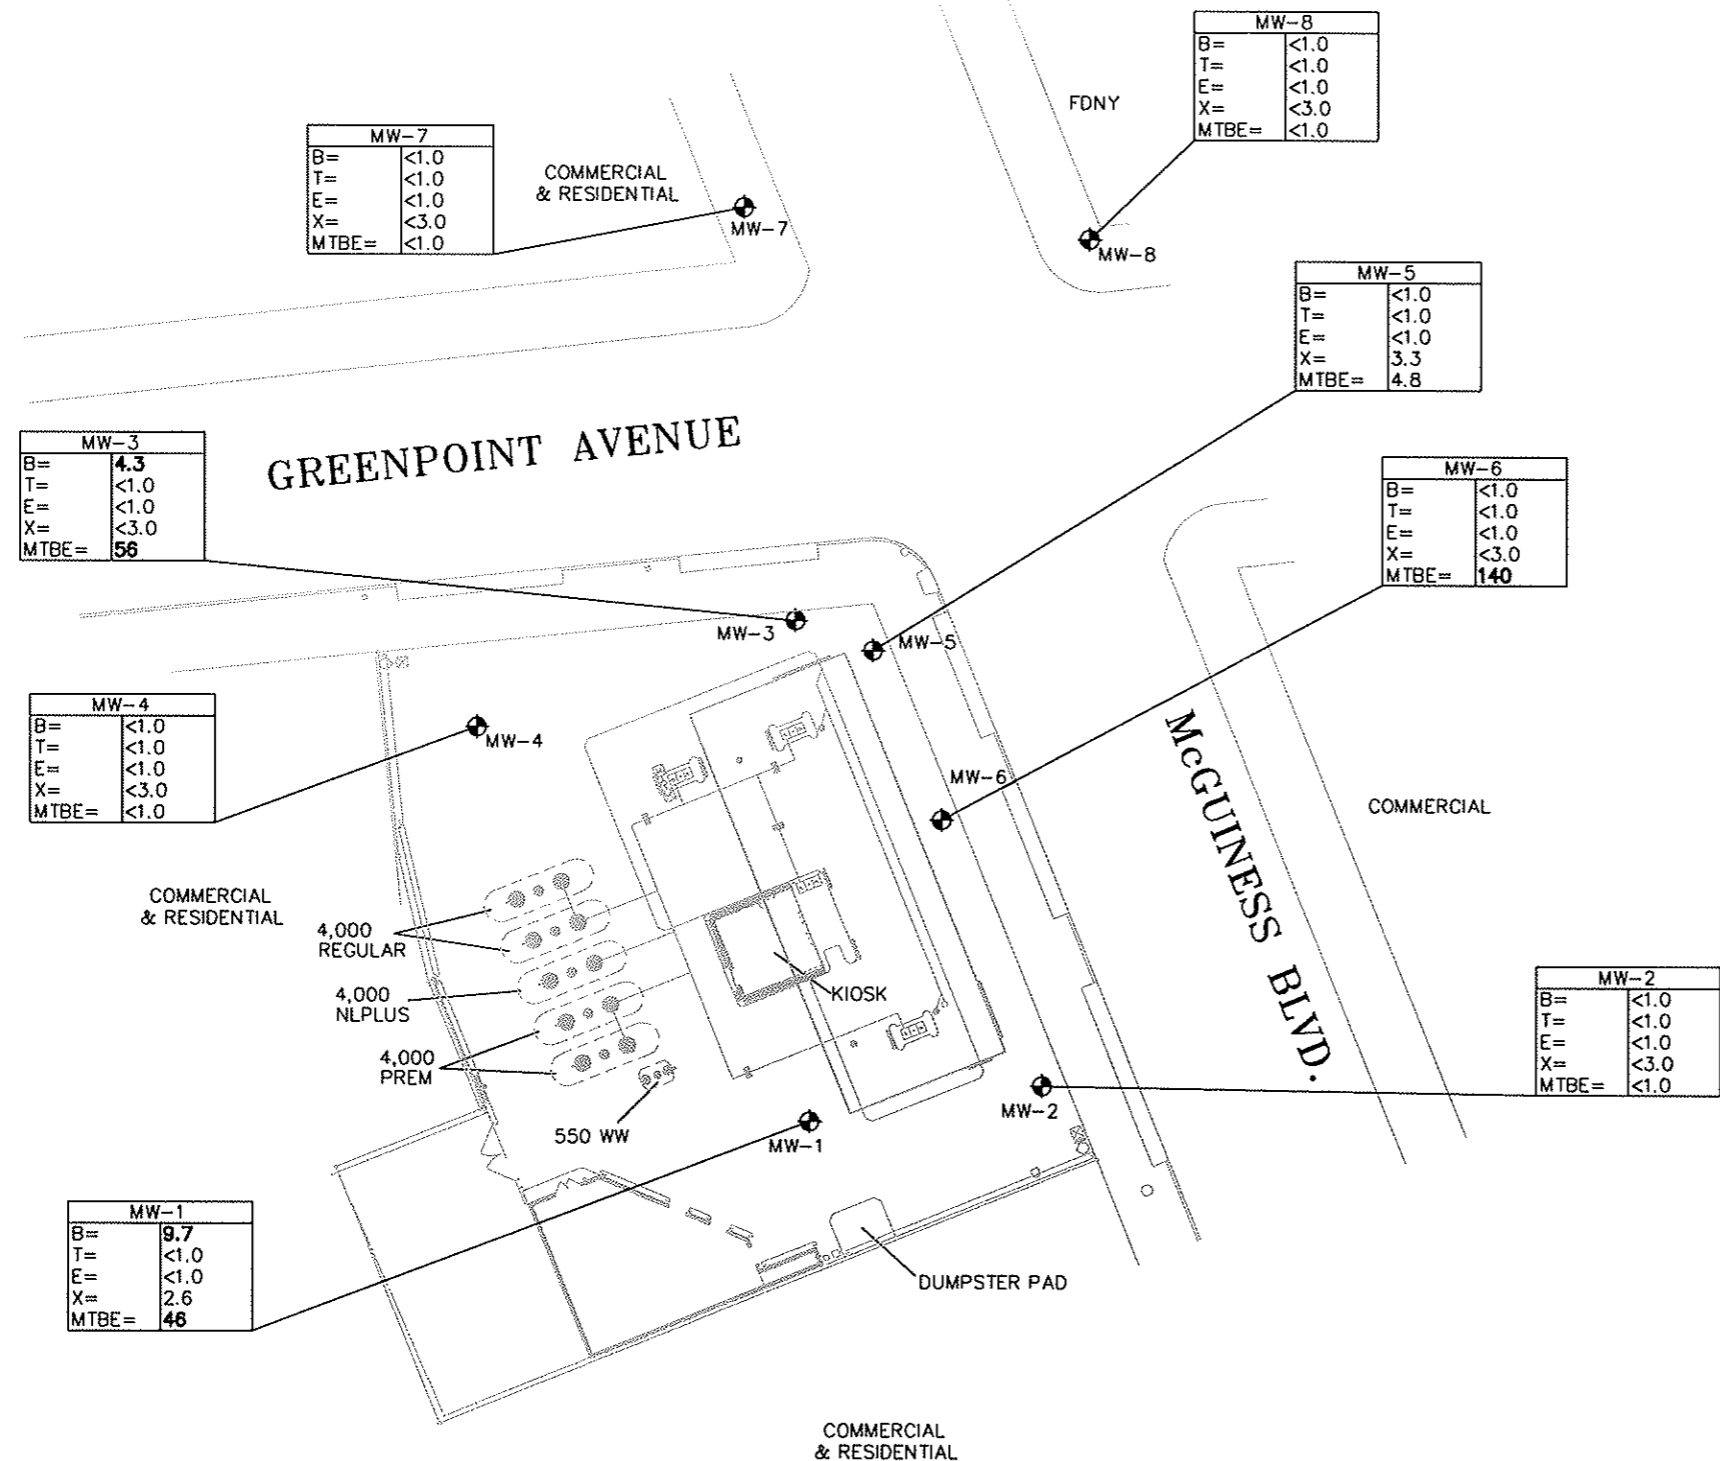 MW-8
B= <1.0
T= <1.0
E= <1.0
X= <3.0
MTBE= <1.0
FDNY
MW-7
B= <1.0
T= <1.0
E= <1.0
X= <3.0
MTBE= <1.0
COMMERCIAL
& RESIDENTIAL
MW-7
MW-8
MW-5
B= <1.0
T= <1.0
E= <1.0
X= 3.3
MTBE= 4.8
GREENPOINT AVENUE
MW-3
B= 4.3
T= <1.0
E= <1.0
X= <3.0
MTBE= 56
MW-6
B= <1.0
T= <1.0
E= <1.0
X= <3.0
MTBE= 140
MW-3
MW-5
MW-4
B= <1.0
T= <1.0
E= <1.0
X= <3.0
MTBE= <1.0
MW-4
MW-6
McGUINESS BLVD.
COMMERCIAL
COMMERCIAL
& RESIDENTIAL
4,000
REGULAR
4,000
NLPLUS
4,000
PREM
KIOSK
550 WW
MW-1
MW-2
MW-2
B= <1.0
T= <1.0
E= <1.0
X= <3.0
MTBE= <1.0
MW-1
B= 9.7
T= <1.0
E= <1.0
X= 2.6
MTBE= 46
DUMPSTER PAD
COMMERCIAL
& RESIDENTIAL